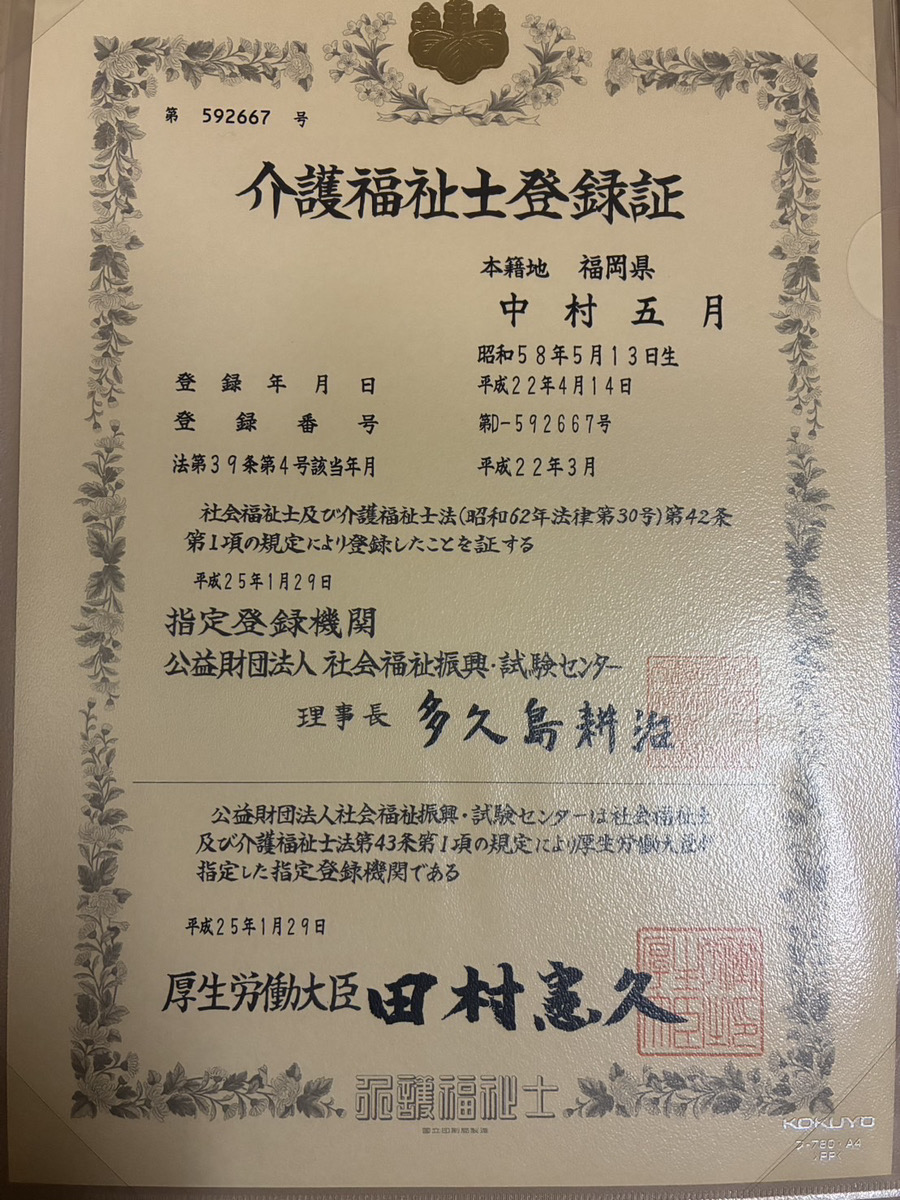 第 592667 号
介護福祉士登録証
本籍地 福岡県
中村五月
昭和58年5月13日生
登録年月日 平成22年4月14日
登録番号 第D-592667号
法第39条第4号該当年月 平成22年3月
社会福祉士及び介護福祉士法(昭和62年法律第30号)第42条
第1項の規定により登録したことを証する
平成25年1月29日
指定登録機関
公益財団法人 社会福祉振興・試験センター
理事長 多久島耕治
公益財団法人社会福祉振興・試験センターは社会福祉士
及び介護福祉士法第43条第1項の規定により厚生労働大臣が
指定した指定登録機関である
平成25年1月29日
厚生労働大臣 田村憲久
介護福祉士
国立印刷局製造
KOKUYO